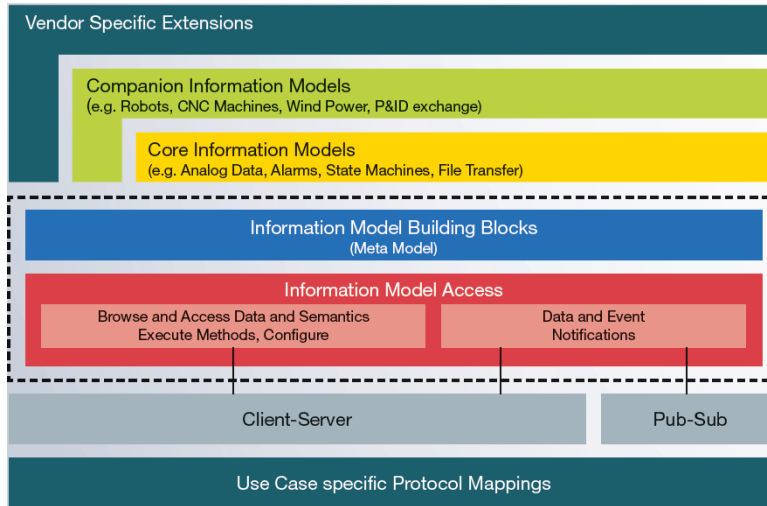 Vendor Specific Extensions
Companion Information Models
(e.g. Robots, CNC Machines, Wind Power, P&ID exchange)
Core Information Models
(e.g. Analog Data, Alarms, State Machines, File Transfer)
Information Model Building Blocks
(Meta Model)
Information Model Access
Browse and Access Data and Semantics
Execute Methods, Configure
Data and Event
Notifications
Client-Server
Pub-Sub
Use Case specific Protocol Mappings